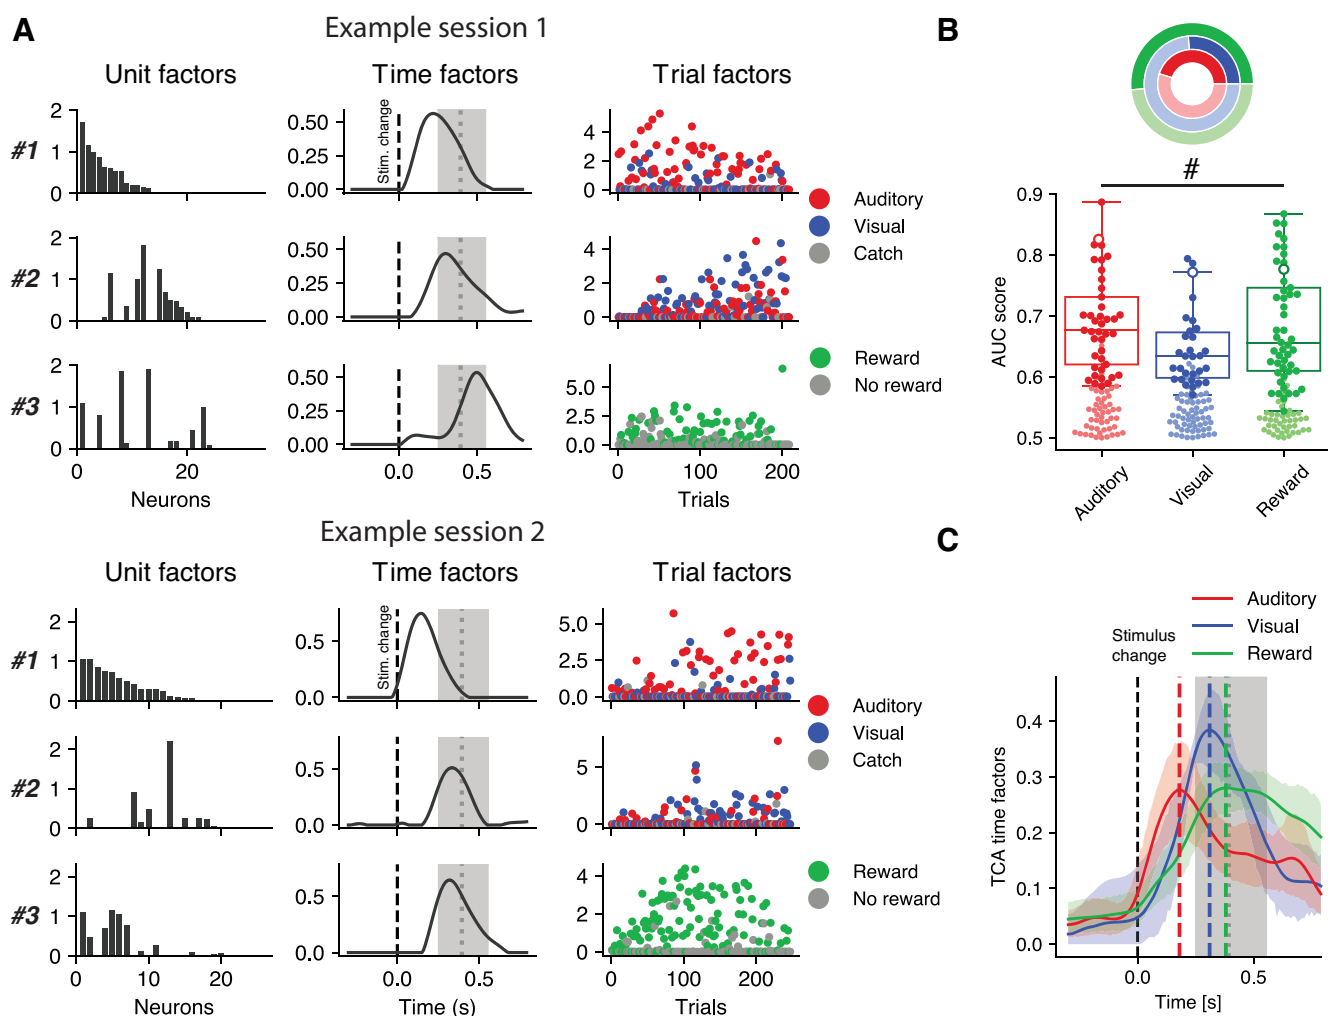 A
Example session 1
Unit factors
Time factors
Trial factors
#1
2
1
0
0.50
0.25
0.00
Stim. change
4
2
0
#2
2
1
0
0.50
0.25
0.00
4
2
0
Auditory
Visual
Catch
#3
2
1
0
0.50
0.25
0.00
5.0
2.5
0.0
Reward
No reward
0 20
0.0 0.5
0 100 200
Neurons
Trials
Example session 2
Unit factors
Time factors
Trial factors
#1
2
1
0
0.5
0.0
Stim. change
5.0
2.5
0.0
#2
2
1
0
0.5
0.0
5
0
Auditory
Visual
Catch
#3
2
1
0
0.5
0.0
4
2
0
Reward
No reward
0 10 20
0.0 0.5
0 100 200
Neurons
Time (s)
Trials
B
#
0.9
0.8
0.7
0.6
0.5
AUC score
Auditory
Visual
Reward
C
Auditory
Visual
Reward
Stimulus
change
0.4
0.3
0.2
0.1
0.0
TCA time factors
0.0 0.5
Time [s]